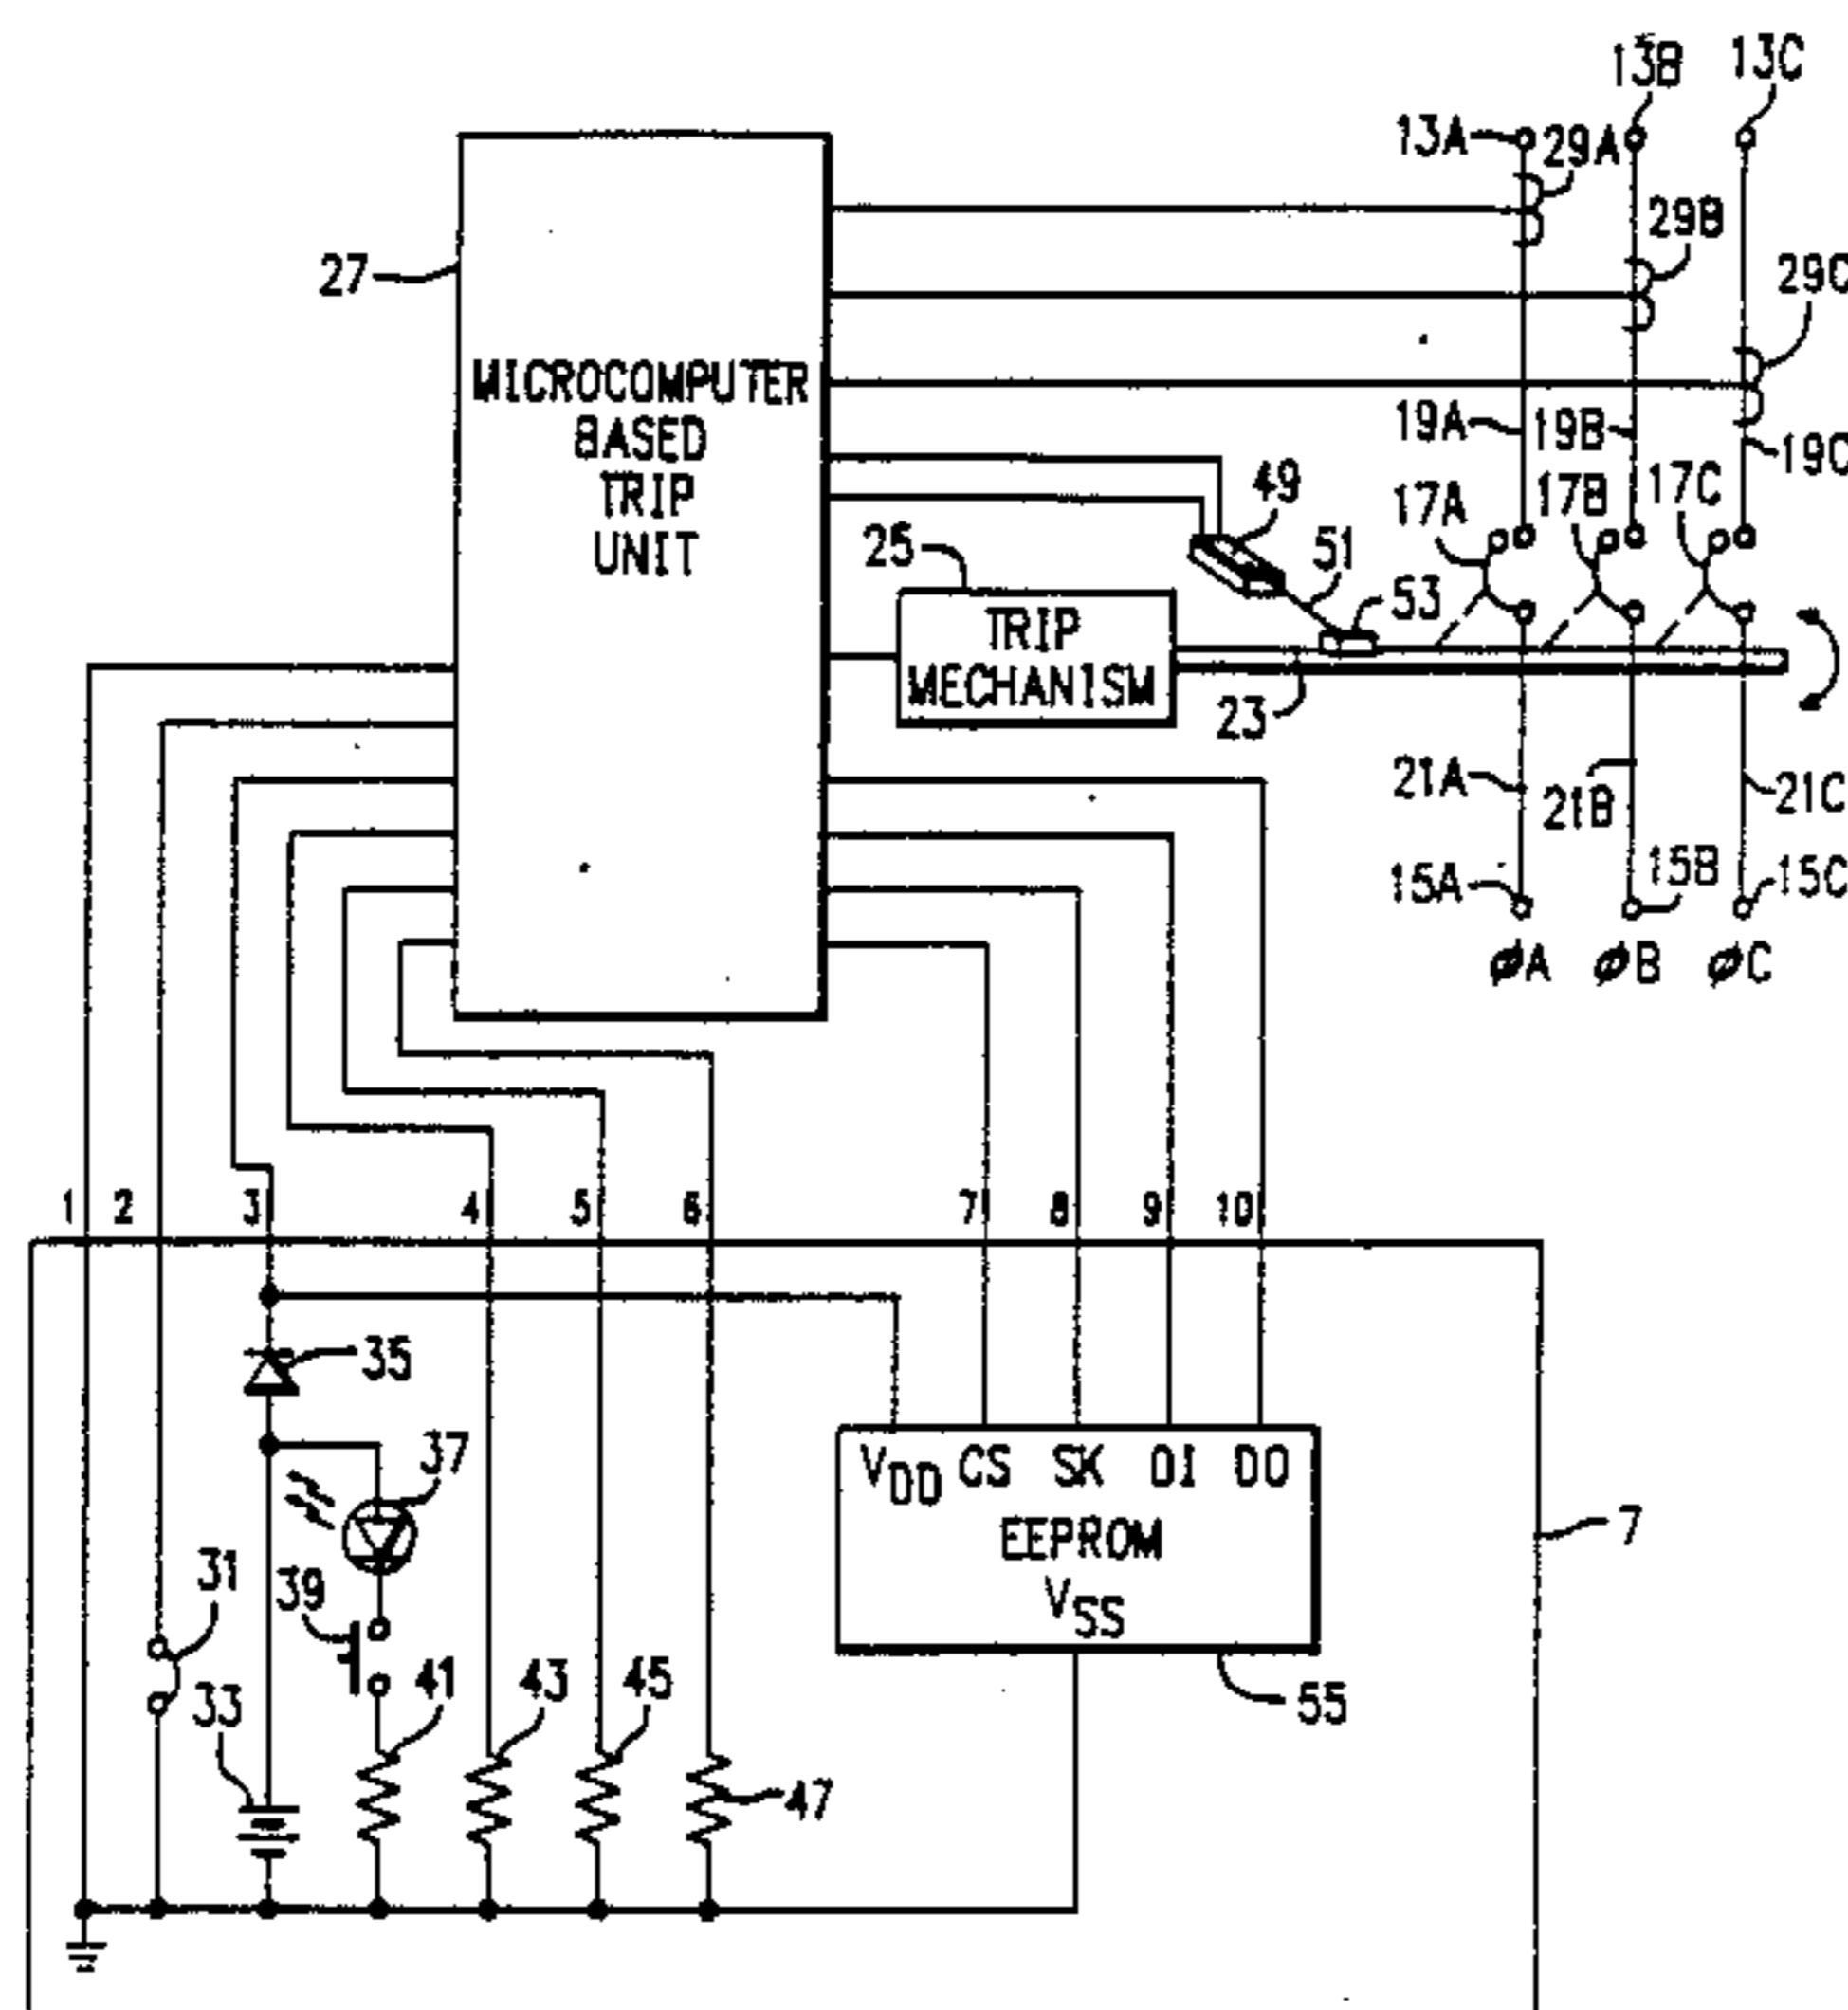 13B 13C
13A 29A
29B
27 29C
MICROCOMPUTER
BASED
TRIP
UNIT
19A 19B 19C
49 17A 17B 17C
25 51
53
TRIP
MECHANISM
23
21A 21B 21C
15A 15B 15C
ØA ØB ØC
1 2 3 4 5 6 7 8 9 10
35
37
VDD CS SK DI DO
EEPROM
VSS
7
31 39
33 41 43 45 55
47